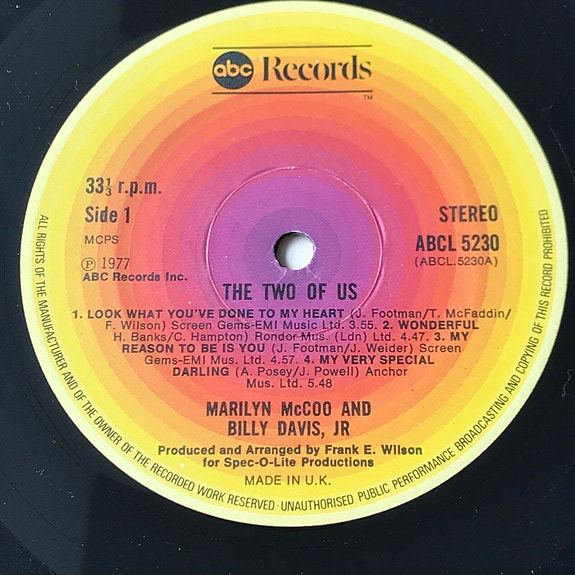 abc Records
TM
33⅓ r.p.m.
Side 1
MCPS
Ⓟ 1977
ABC Records Inc.
STEREO
ABCL 5230
(ABCL.5230A)
THE TWO OF US
1. LOOK WHAT YOU'VE DONE TO MY HEART (J. Footman/T. McFaddin/
F. Wilson) Screen Gems-EMI Music Ltd. 3.55. 2. WONDERFUL
H. Banks/C. Hampton) Rondor Mus. (Ldn) Ltd. 4.47. 3. MY
REASON TO BE IS YOU (J. Footman/J. Weider) Screen
Gems-EMI Mus. Ltd. 4.57. 4. MY VERY SPECIAL
DARLING (A. Posey/J. Powell) Anchor
Mus. Ltd. 5.48
MARILYN McCOO AND
BILLY DAVIS, JR
Produced and Arranged by Frank E. Wilson
for Spec-O-Lite Productions
MADE IN U.K.
ALL RIGHTS OF THE MANUFACTURER AND OF THE OWNER OF THE RECORDED WORK RESERVED · UNAUTHORISED PUBLIC PERFORMANCE BROADCASTING AND COPYING OF THIS RECORD PROHIBITED